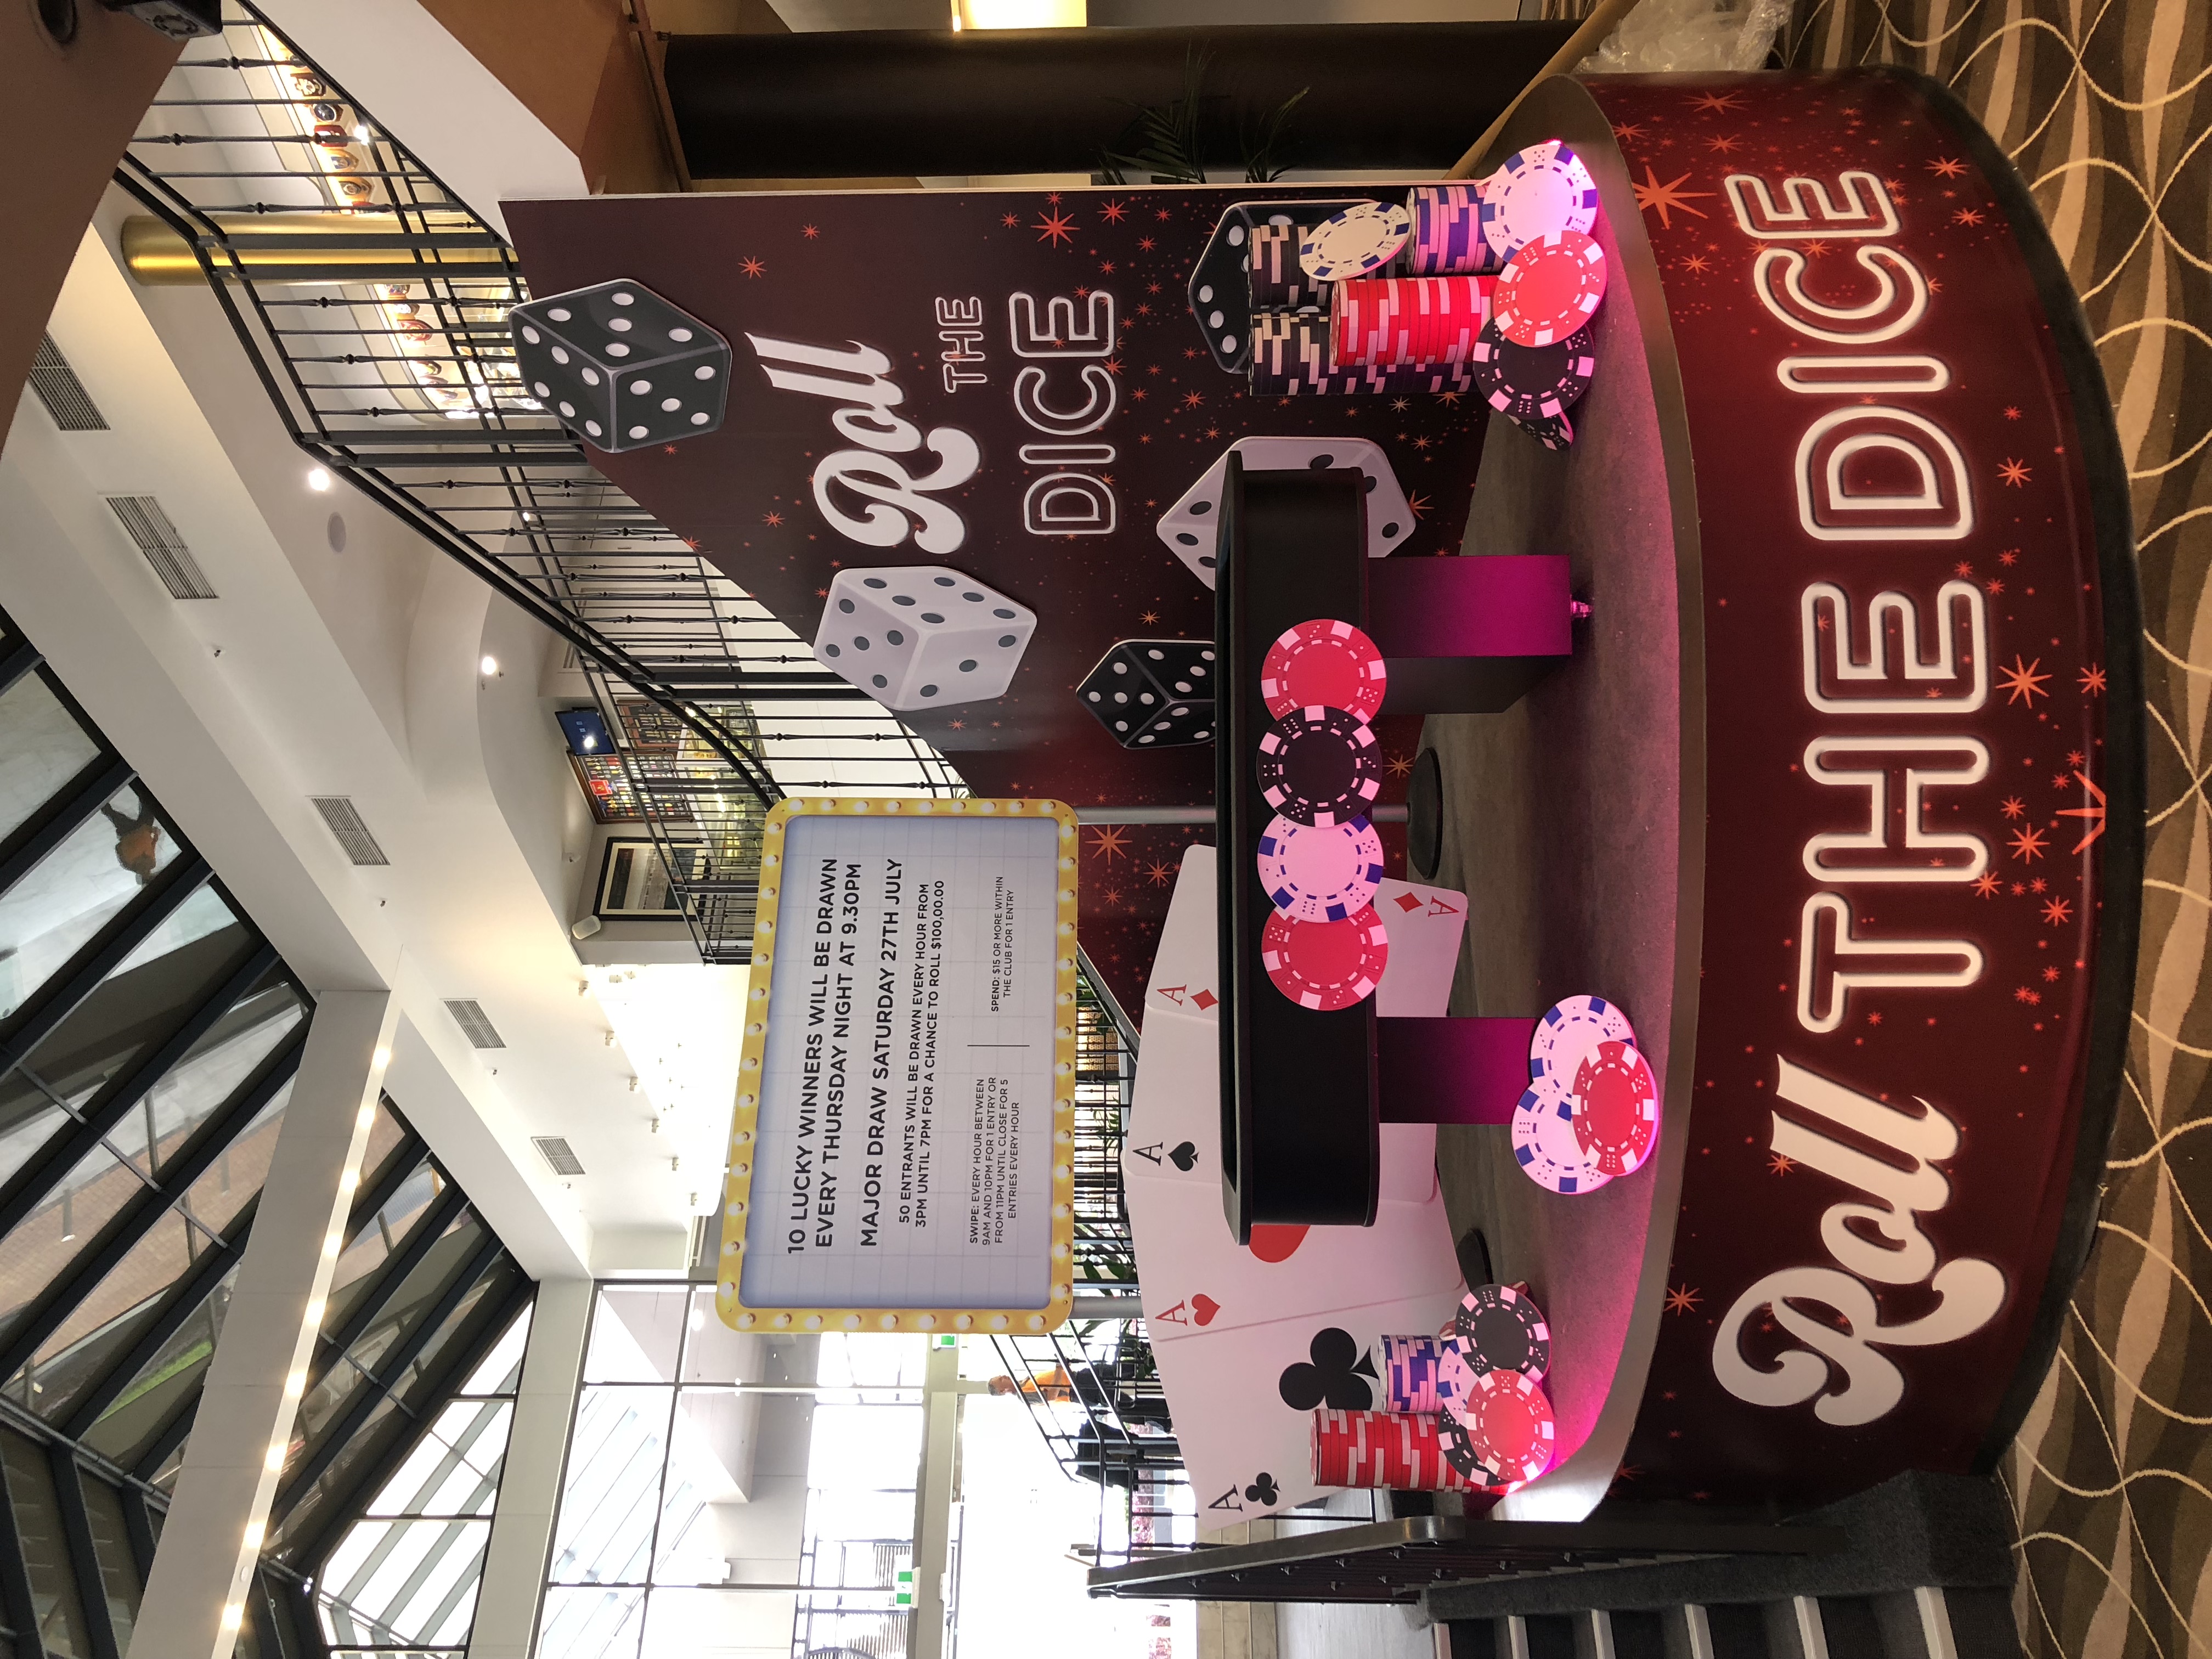 10 LUCKY WINNERS WILL BE DRAWN
EVERY THURSDAY NIGHT AT 9.30PM
MAJOR DRAW SATURDAY 27TH JULY
50 ENTRANTS WILL BE DRAWN EVERY HOUR FROM
3PM UNTIL 7PM FOR A CHANCE TO ROLL $100,00.00
SWIPE: EVERY HOUR BETWEEN
9AM AND 10PM FOR 1 ENTRY OR
FROM 11PM UNTIL CLOSE FOR 5
ENTRIES EVERY HOUR
SPEND: $15 OR MORE WITHIN
THE CLUB FOR 1 ENTRY
Roll
THE
DICE
A
A
A
A
A
Roll THE DICE